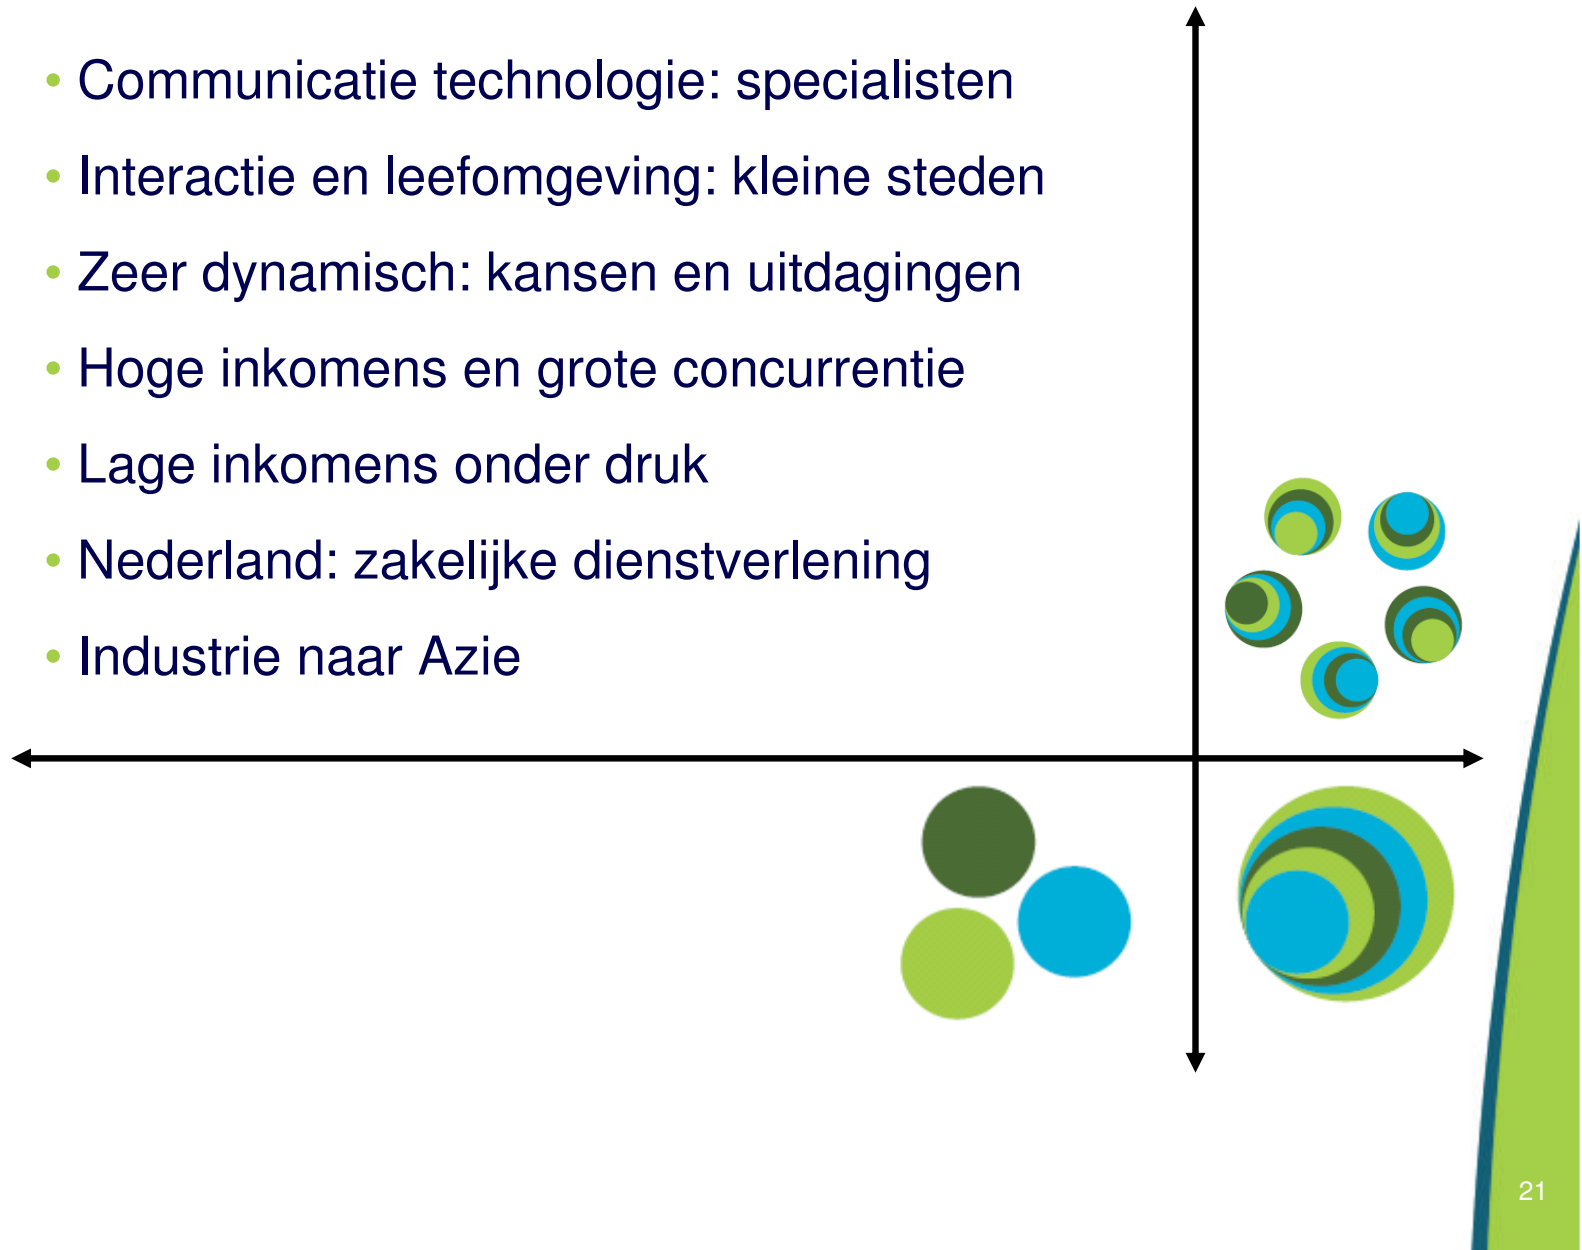 • Communicatie technologie: specialisten
• Interactie en leefomgeving: kleine steden
• Zeer dynamisch: kansen en uitdagingen
• Hoge inkomens en grote concurrentie
• Lage inkomens onder druk
• Nederland: zakelijke dienstverlening
• Industrie naar Azie
21